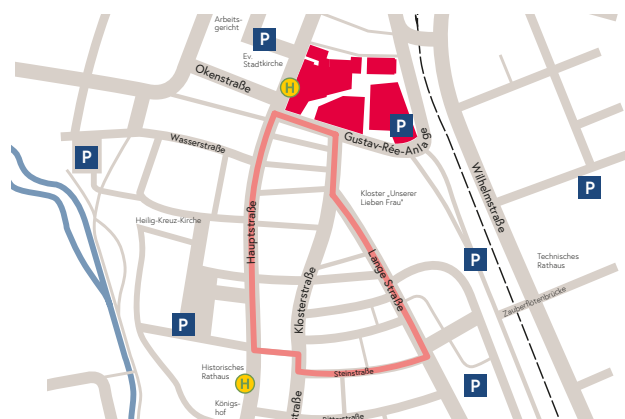 Arbeits-
gericht
P
Ev.
Stadtkirche
Okenstraße
H
P
Gustav-Rée-Anlage
Wasserstraße
P
Kloster „Unserer
Lieben Frau"
Wilhelmstraße
P
Heilig-Kreuz-Kirche
Hauptstraße
Lange Straße
Klosterstraße
P
Technisches
Rathaus
Zauberflötenbrücke
P
Historisches
Rathaus
Steinstraße
H
P
Königs-
hof
Ritterstraße